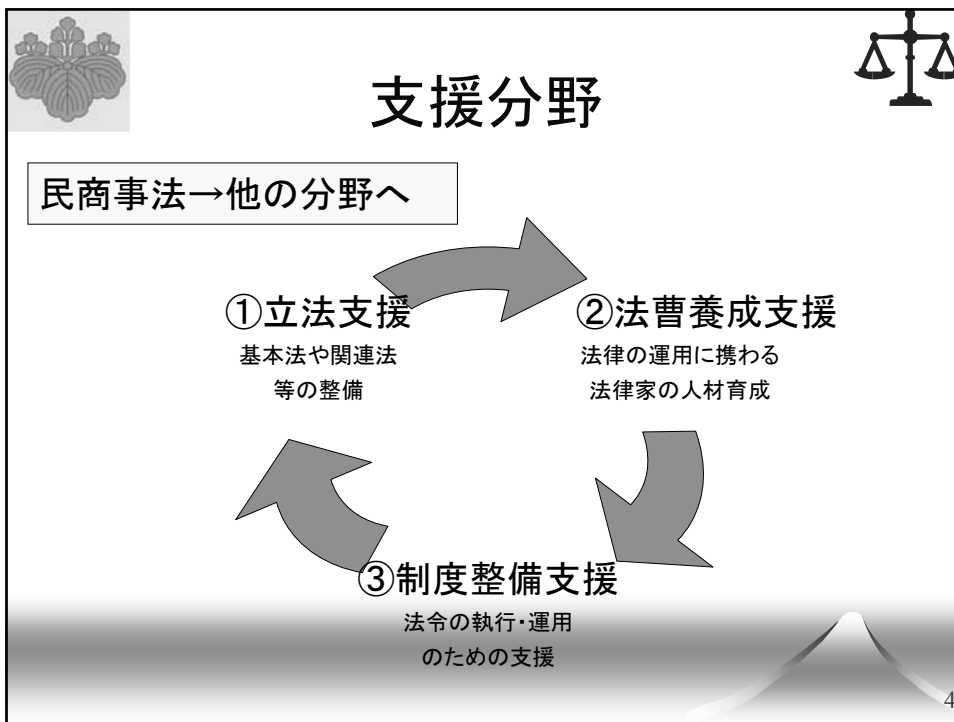 支援分野
民商事法→他の分野へ
①立法支援
基本法や関連法
等の整備
②法曹養成支援
法律の運用に携わる
法律家の人材育成
③制度整備支援
法令の執行・運用
のための支援
4